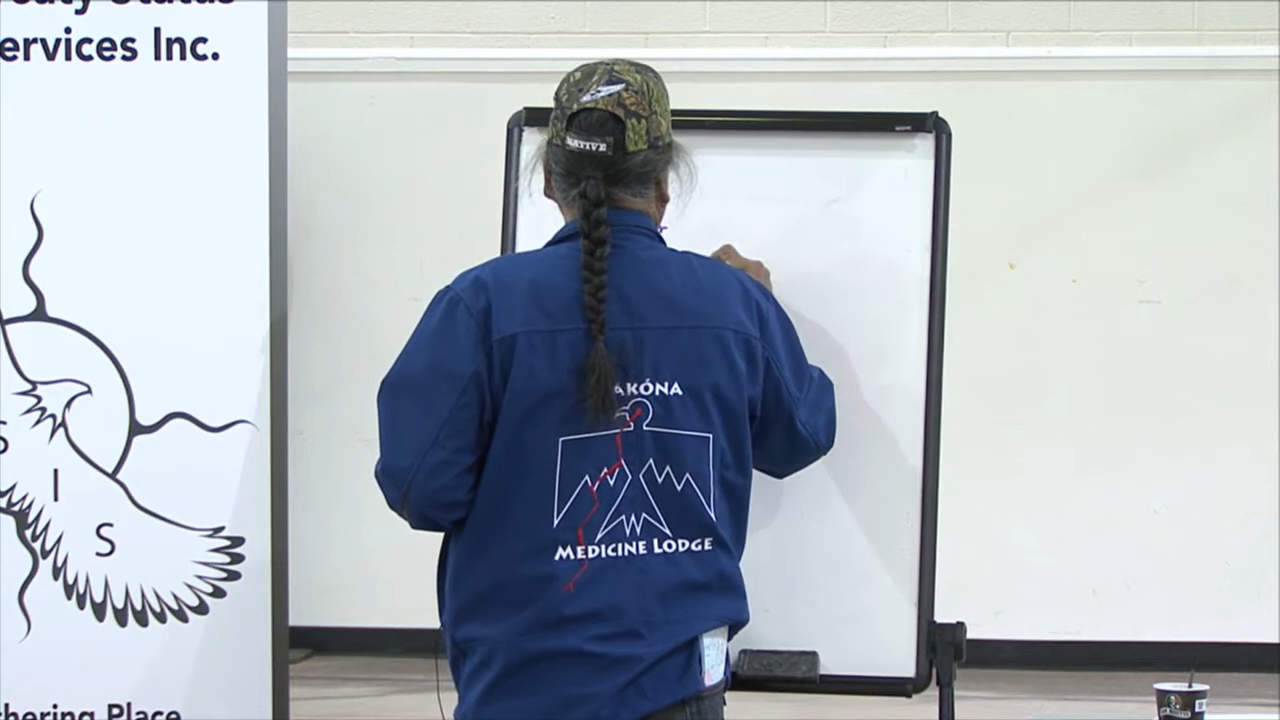 ervices Inc.
S
I
S
thering Place
NATIVE
AKÓNA
MEDICINE LODGE